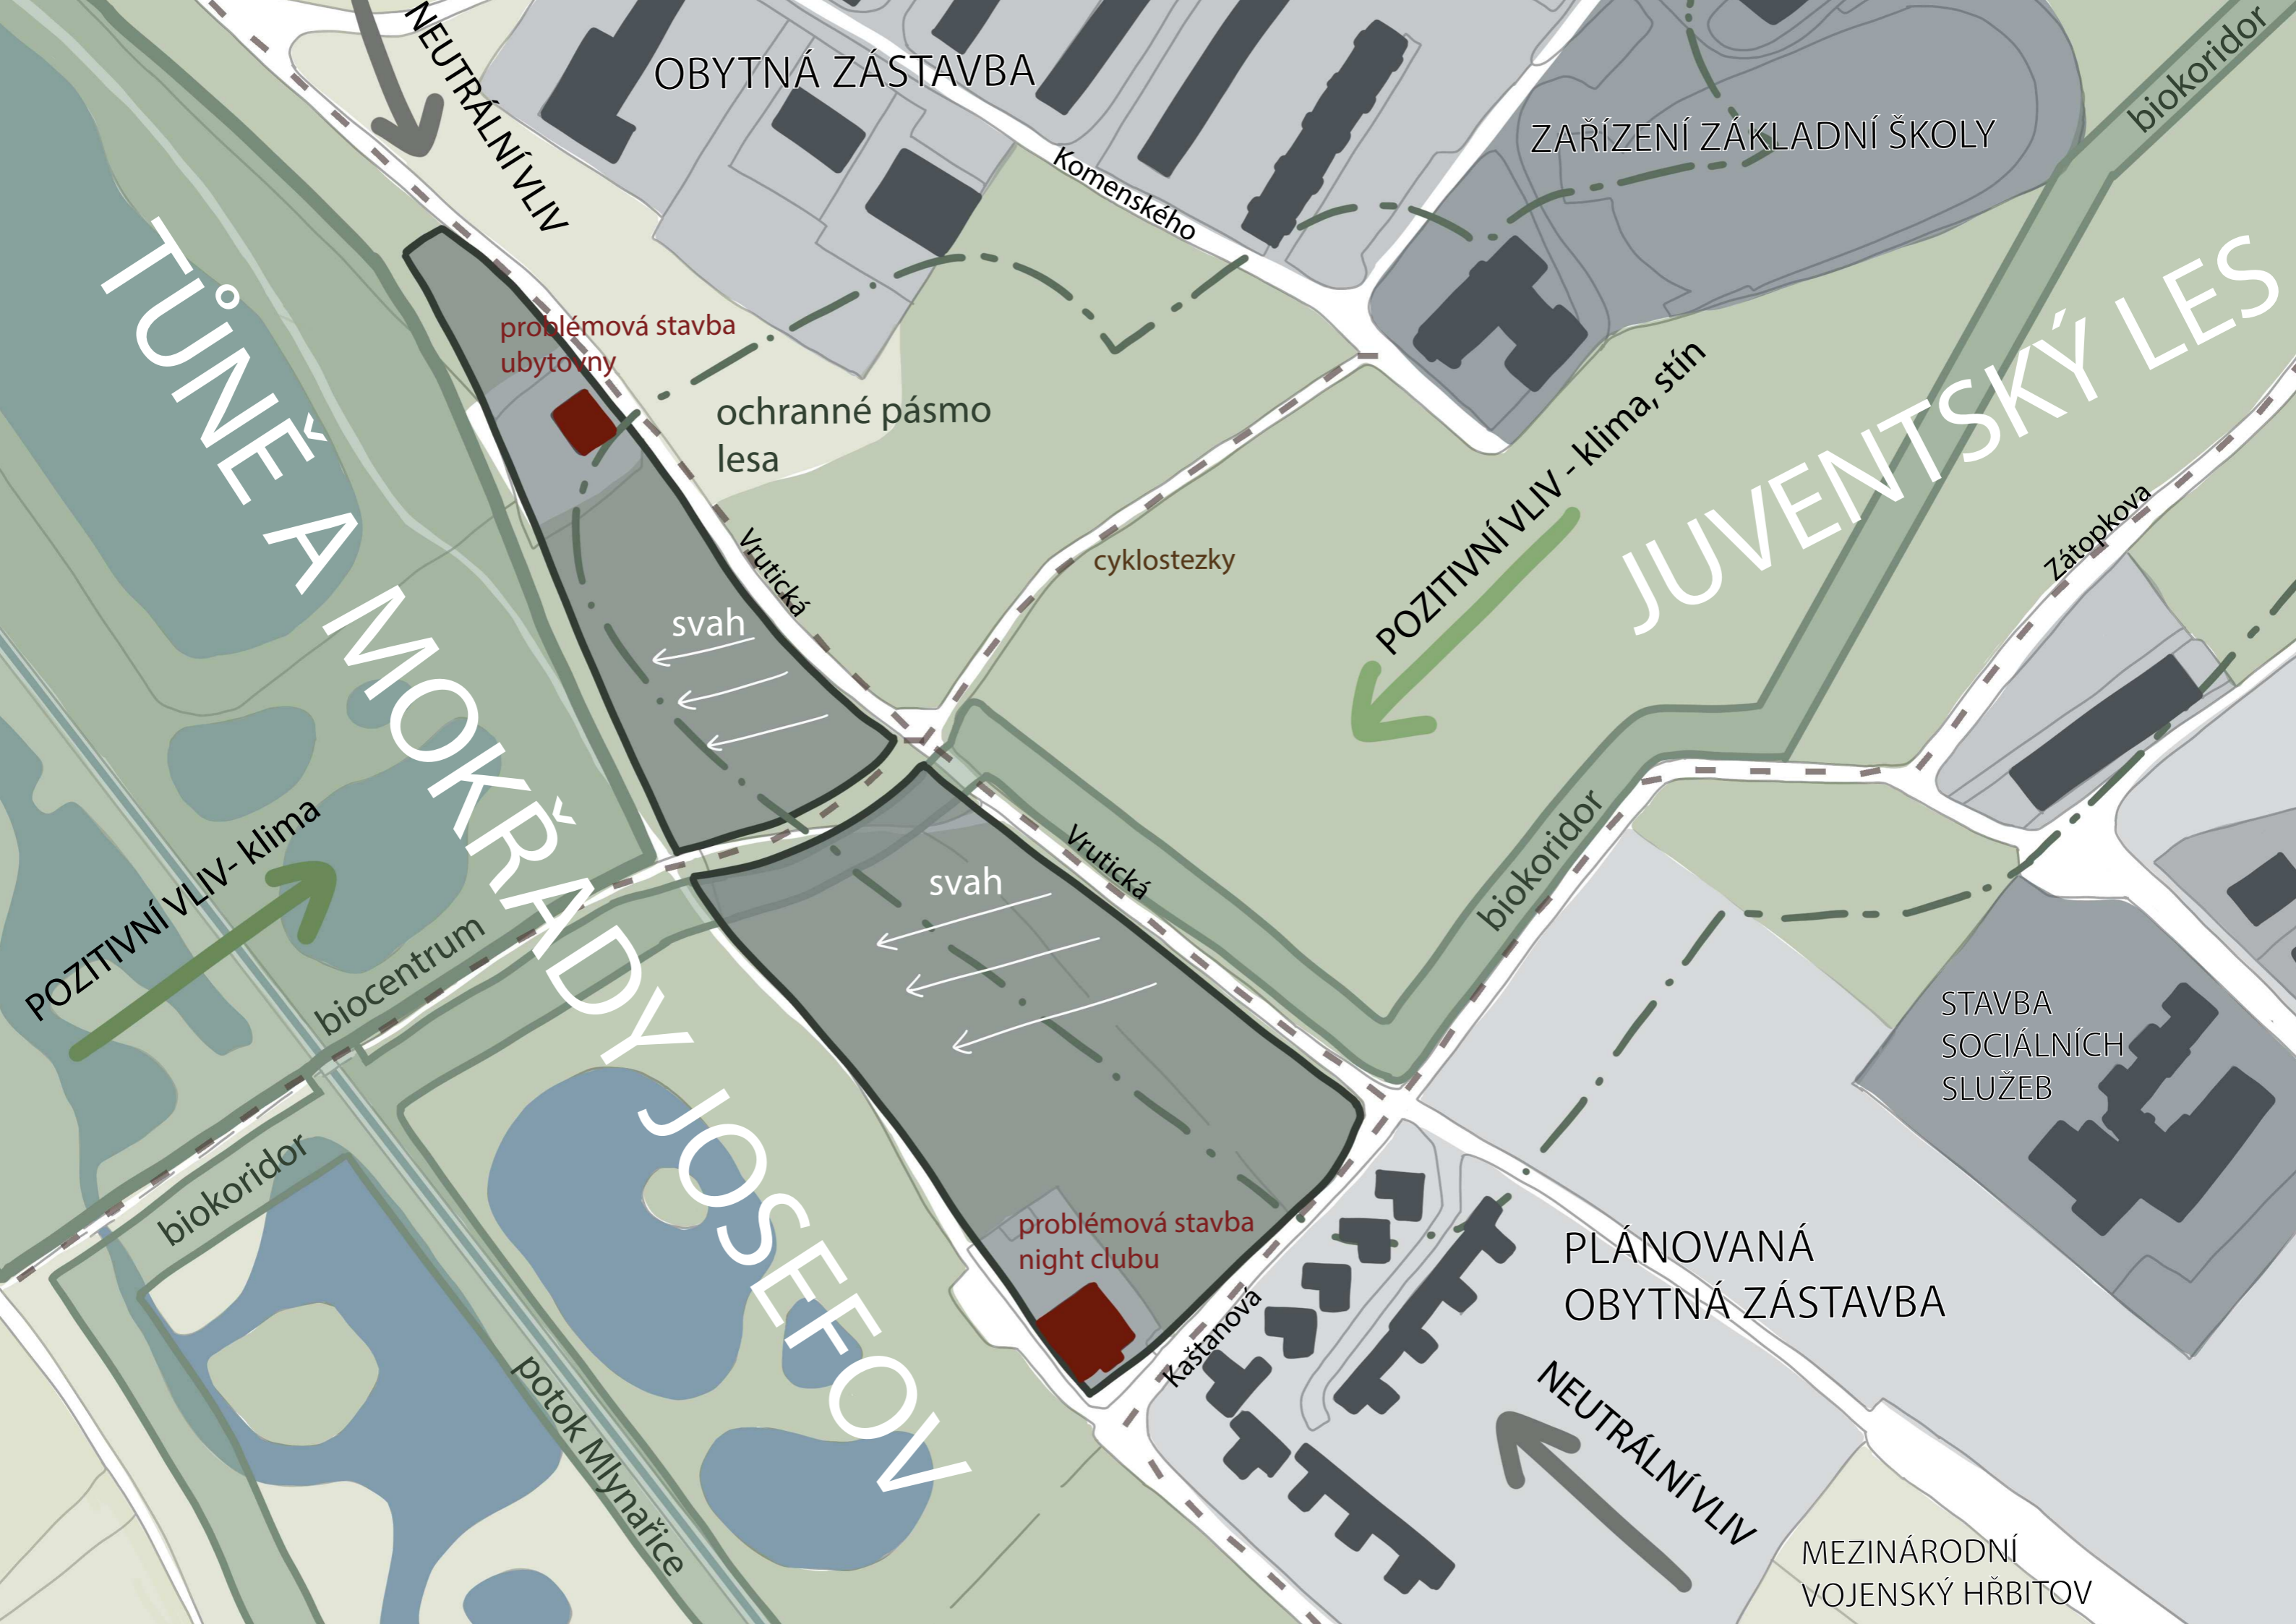 NEUTRÁLNÍ VLIV
OBYTNÁ ZÁSTAVBA
Komenského
ZAŘÍZENÍ ZÁKLADNÍ ŠKOLY
biokoridor
TŮNĚ A MOKŘADY JOSEFOV
problémová stavba
ubytovny
ochranné pásmo
lesa
cyklostezky
Vrutická
svah
POZITIVNÍ VLIV - klima, stín
JUVENTSKÝ LES
Zátopkova
POZITIVNÍ VLIV- klima
biocentrum
svah
Vrutická
biokoridor
biokoridor
STAVBA
SOCIÁLNÍCH
SLUŽEB
problémová stavba
night clubu
Kaštanová
PLÁNOVANÁ
OBYTNÁ ZÁSTAVBA
potok Mlynařice
NEUTRÁLNÍ VLIV
MEZINÁRODNÍ
VOJENSKÝ HŘBITOV